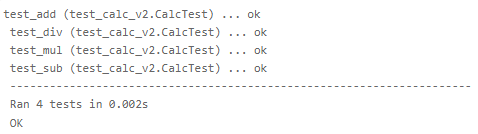 test_add (test_calc_v2.CalcTest) ... ok
test_div (test_calc_v2.CalcTest) ... ok
test_mul (test_calc_v2.CalcTest) ... ok
test_sub (test_calc_v2.CalcTest) ... ok
----------------------------------------------------------------------
Ran 4 tests in 0.002s
OK